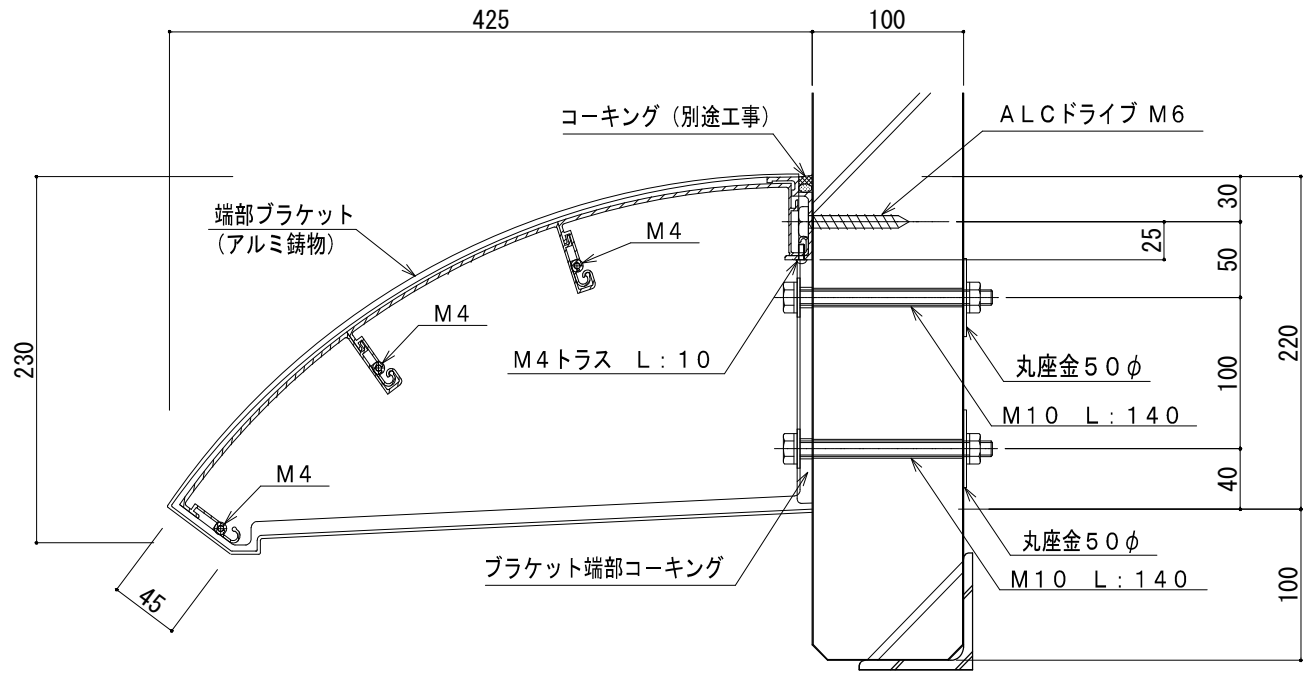 425
100
コーキング（別途工事）
ＡＬＣドライブ Ｍ６
端部ブラケット
（アルミ鋳物）
Ｍ４
30
25
50
Ｍ４
230
Ｍ４トラス Ｌ：１０
丸座金５０φ
100
220
Ｍ１０ Ｌ：１４０
Ｍ４
40
丸座金５０φ
ブラケット端部コーキング
Ｍ１０ Ｌ：１４０
45
100